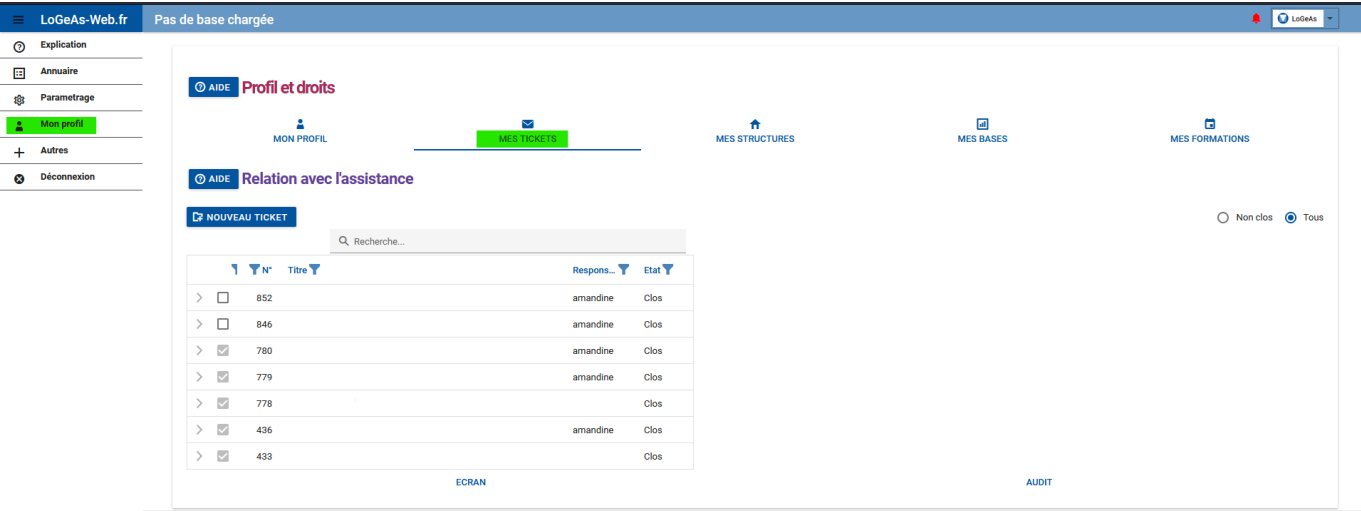 LoGeAs-Web.fr Pas de base chargée LoGeAs
Explication
Annuaire
Parametrage
Mon profil
Autres
Déconnexion
AIDE Profil et droits
MON PROFIL MES TICKETS MES STRUCTURES MES BASES MES FORMATIONS
AIDE Relation avec l'assistance
NOUVEAU TICKET Non clos Tous
Recherche...
N° Titre Respons... Etat
852 amandine Clos
846 amandine Clos
780 amandine Clos
779 amandine Clos
778 Clos
436 amandine Clos
433 Clos
ECRAN AUDIT